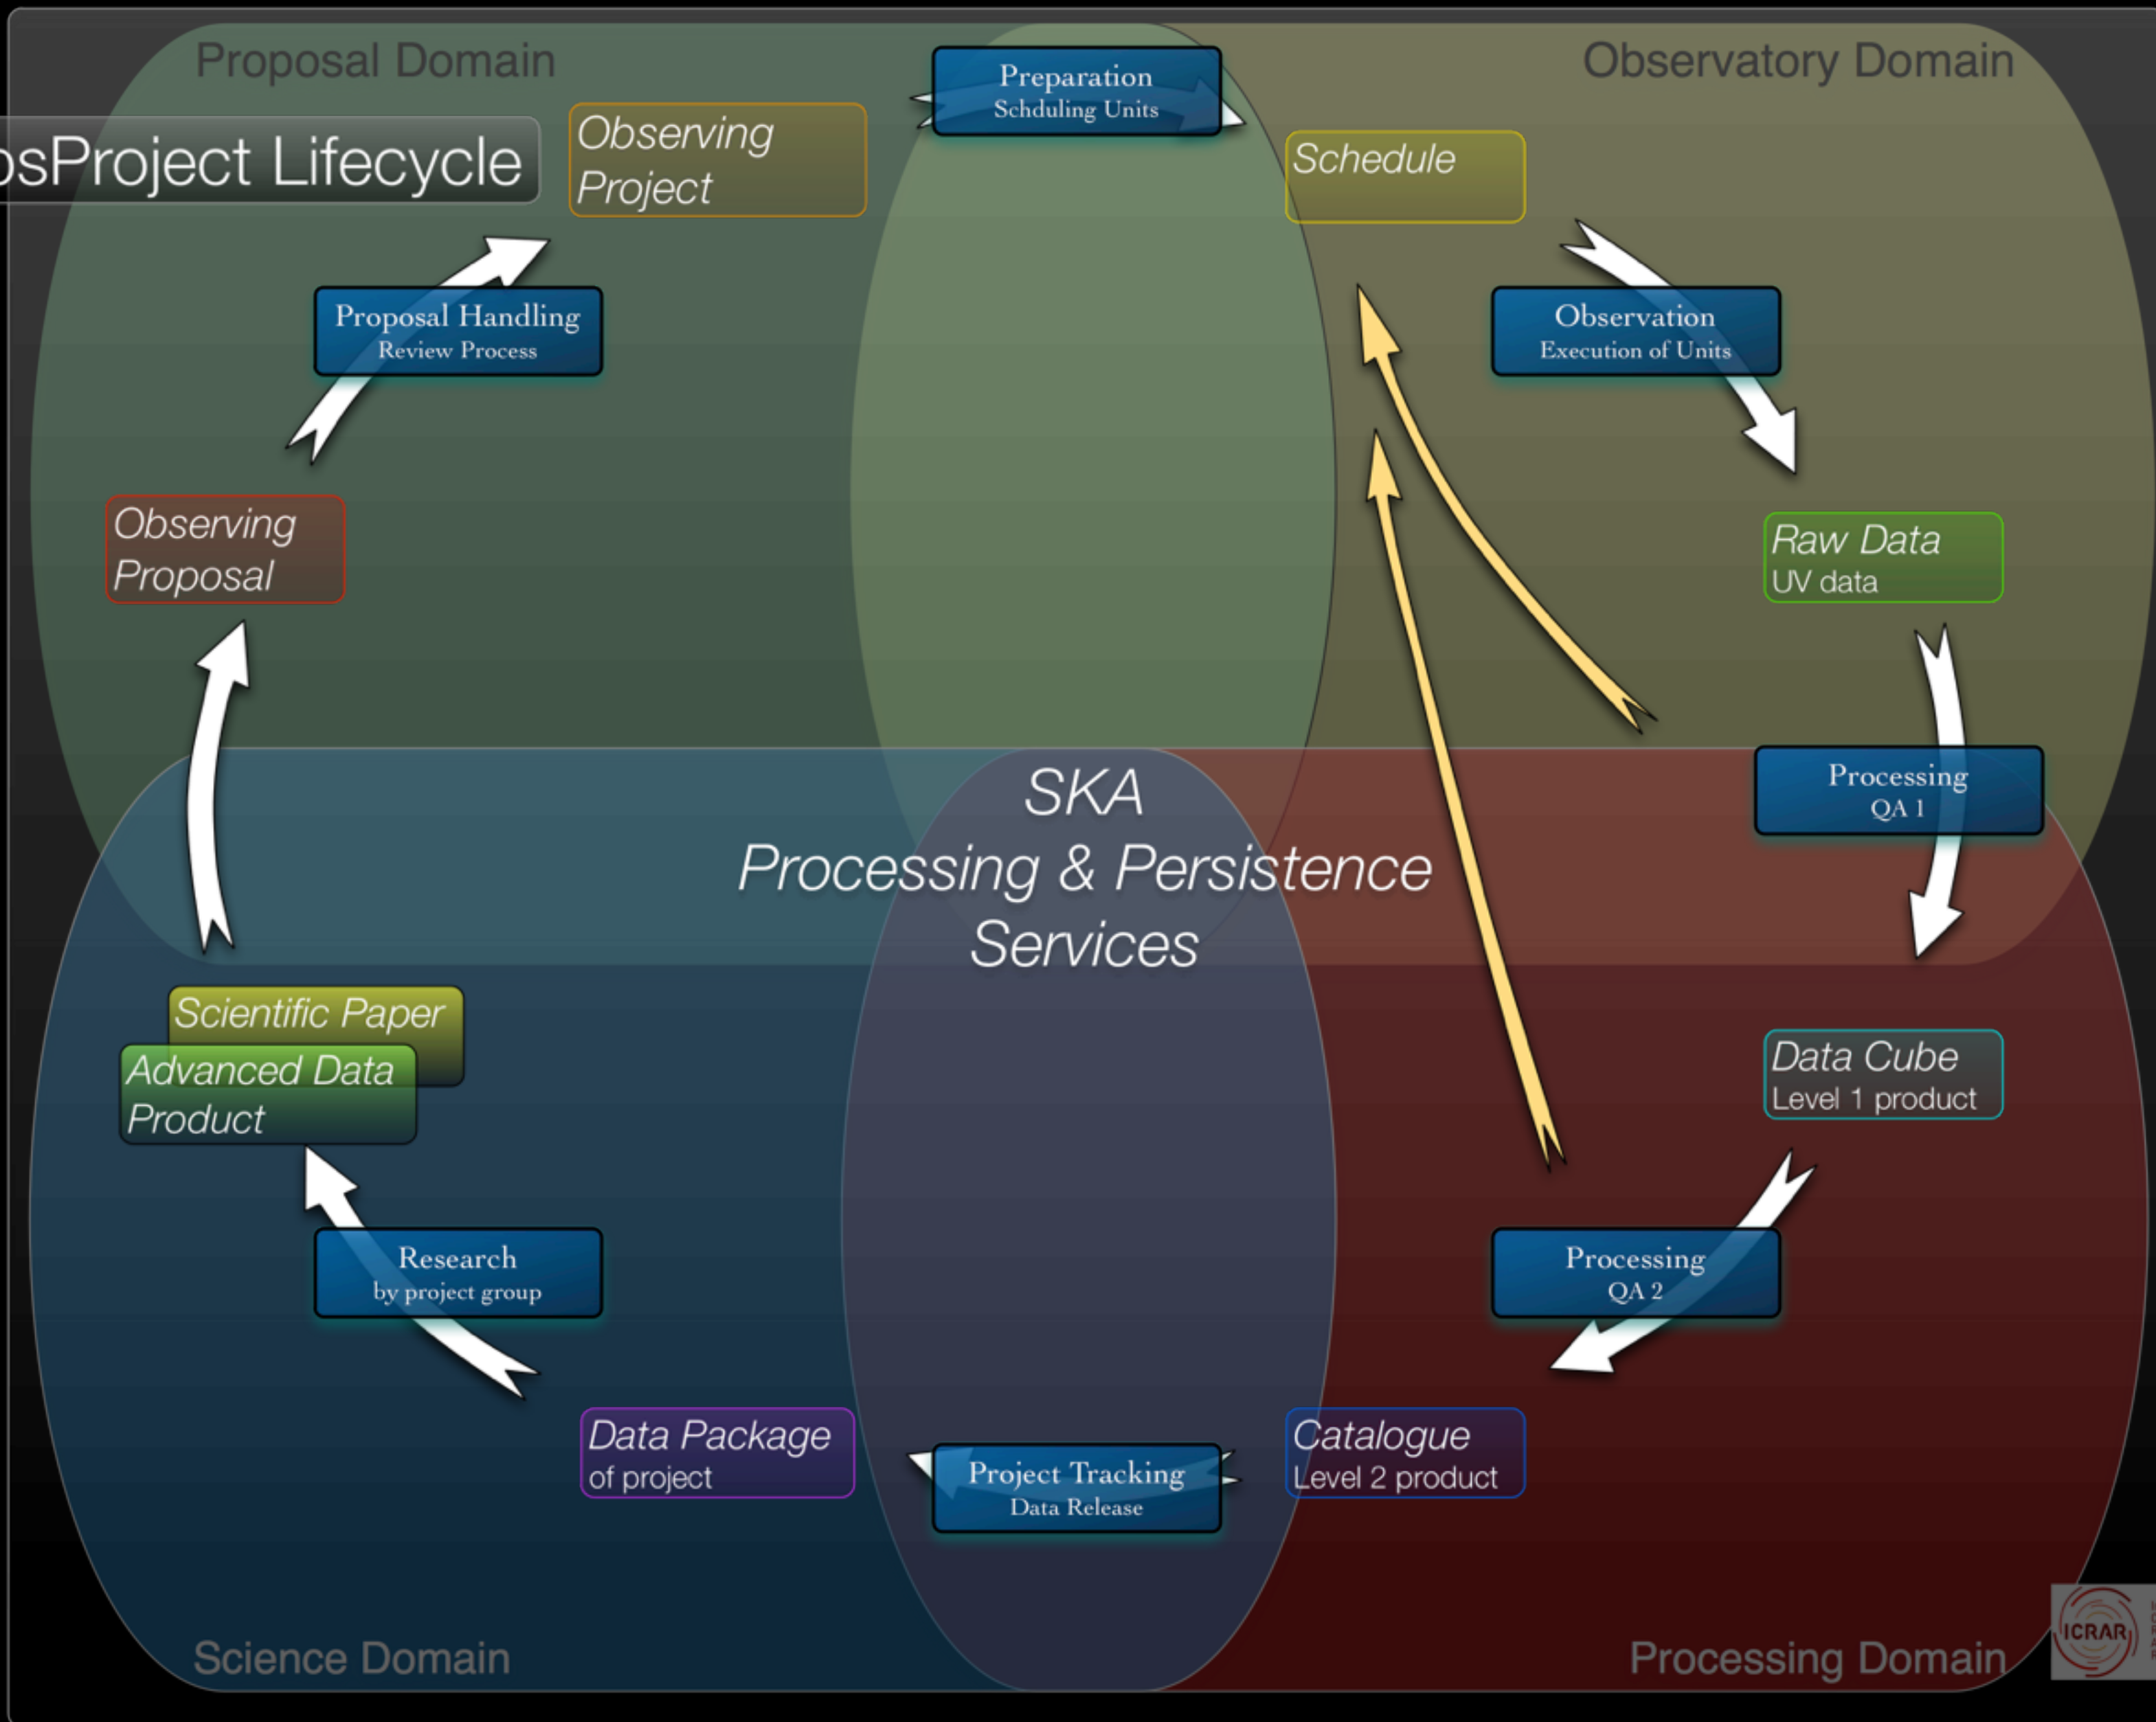 Proposal Domain
Observatory Domain
Preparation
Schduling Units
osProject Lifecycle
Observing
Project
Schedule
Proposal Handling
Review Process
Observation
Execution of Units
Observing
Proposal
Raw Data
UV data
SKA
Processing & Persistence
Services
Processing
QA 1
Scientific Paper
Advanced Data
Product
Data Cube
Level 1 product
Research
by project group
Processing
QA 2
Data Package
of project
Project Tracking
Data Release
Catalogue
Level 2 product
Science Domain
Processing Domain
ICRAR